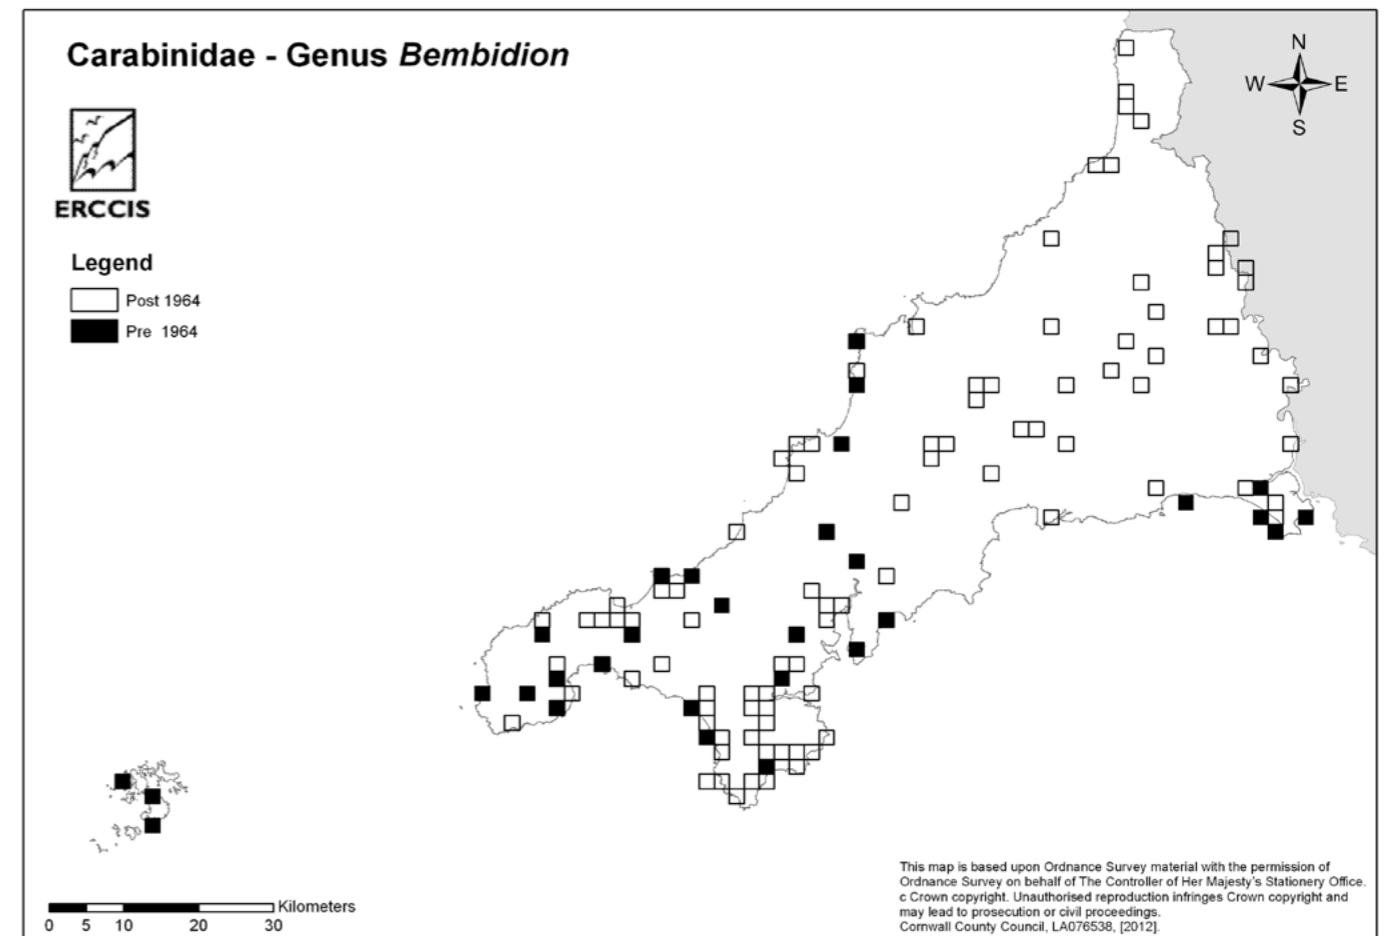 Carabinidae - Genus Bembidion
N
W E
S
ERCCIS
Legend
Post 1964
Pre 1964
Kilometers
0 5 10 20 30
This map is based upon Ordnance Survey material with the permission of
Ordnance Survey on behalf of The Controller of Her Majesty's Stationery Office.
c Crown copyright. Unauthorised reproduction infringes Crown copyright and
may lead to prosecution or civil proceedings.
Cornwall County Council, LA076538, [2012].